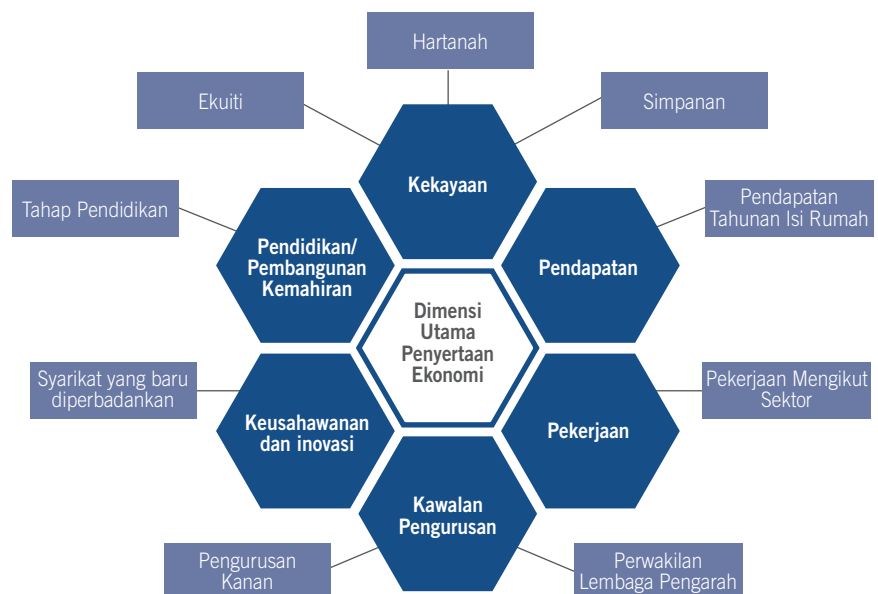 Hartanah
Ekuiti
Simpanan
Kekayaan
Tahap Pendidikan
Pendapatan
Tahunan Isi Rumah
Pendidikan/
Pembangunan
Kemahiran
Pendapatan
Dimensi
Utama
Penyertaan
Ekonomi
Syarikat yang baru
diperbadankan
Pekerjaan Mengikut
Sektor
Keusahawanan
dan inovasi
Pekerjaan
Kawalan
Pengurusan
Pengurusan
Kanan
Perwakilan
Lembaga Pengarah